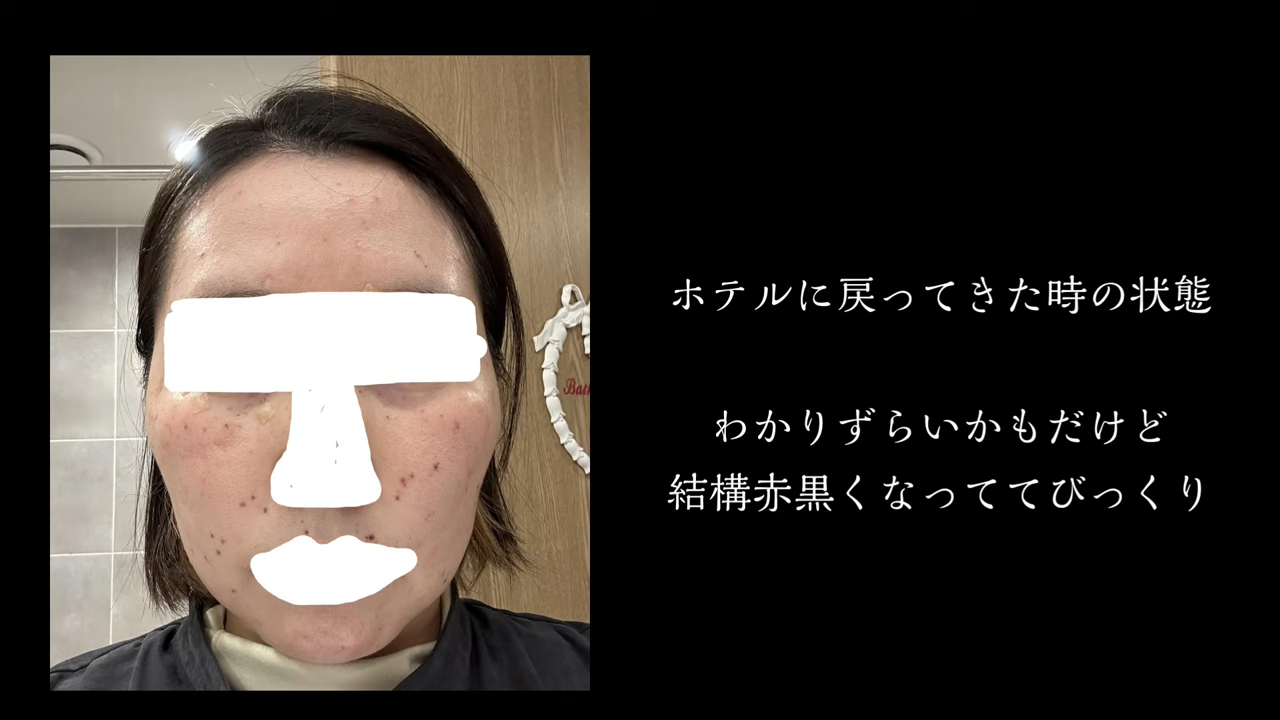 ホテルに戻ってきた時の状態
わかりずらいかもだけど
結構赤黒くなっててびっくり